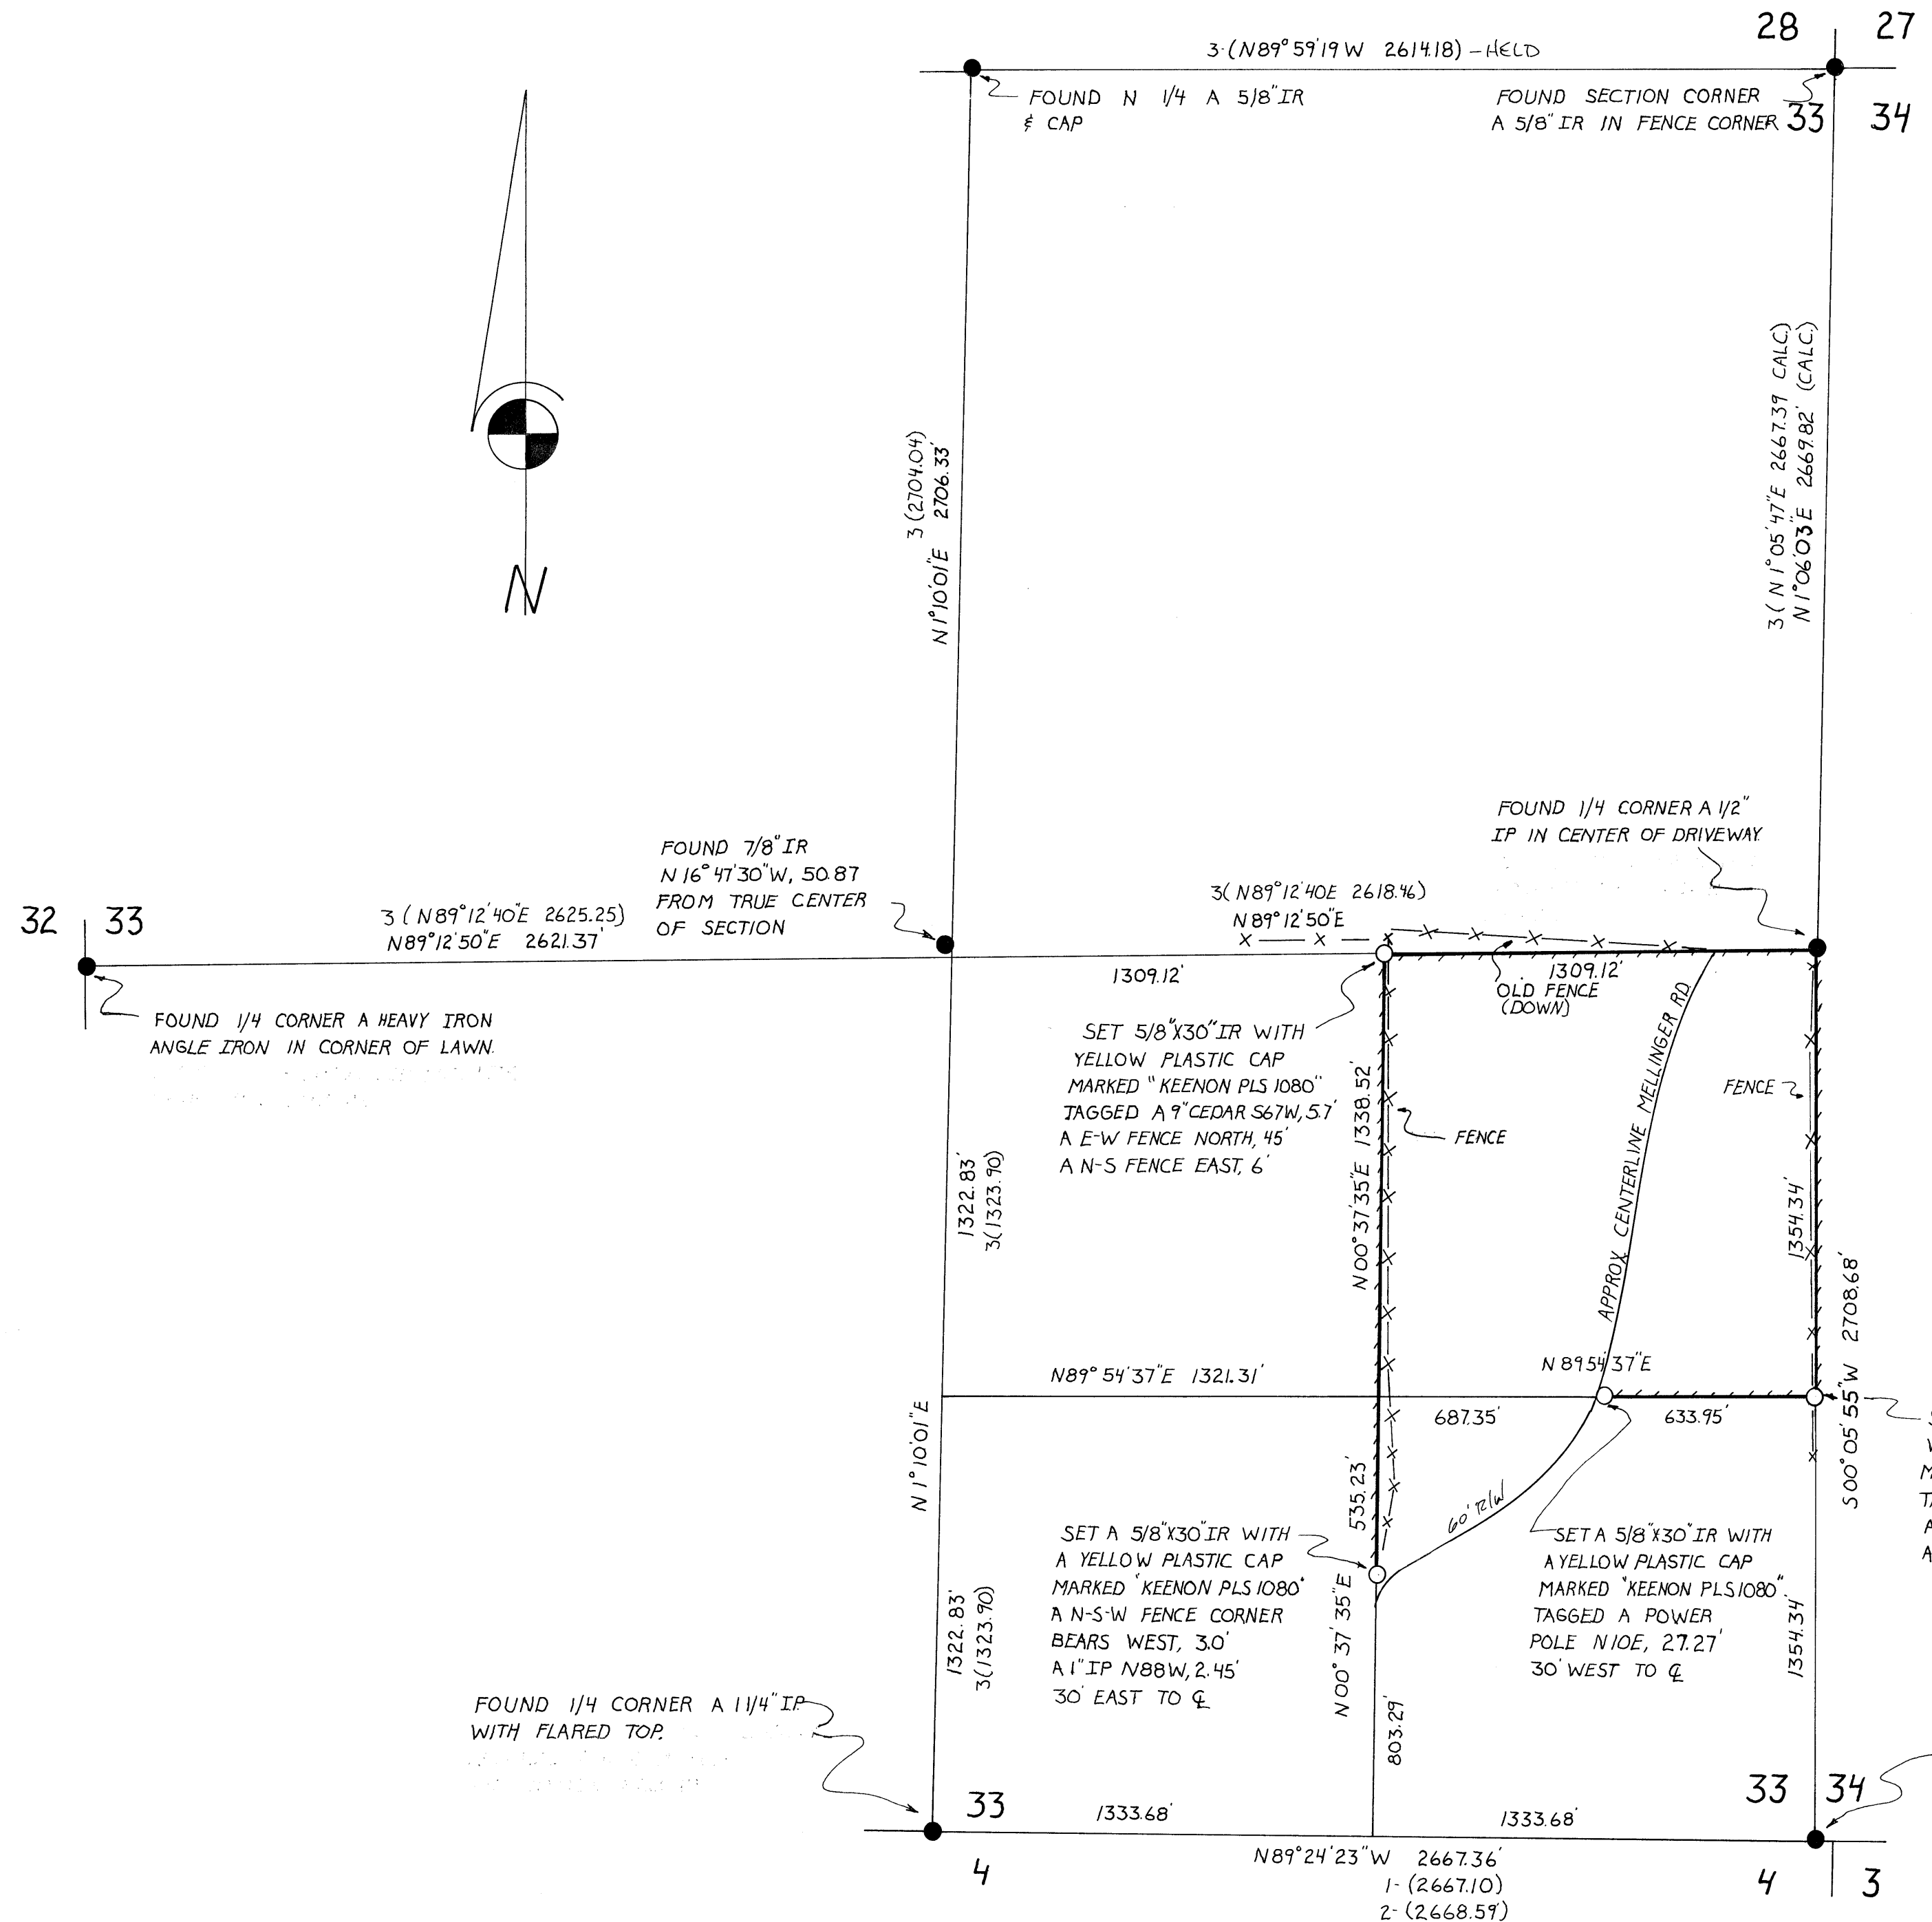 28
27
3-(N89°59'19 W 2614.18) - HELD
FOUND N 1/4 A 5/8" IR
& CAP
FOUND SECTION CORNER
A 5/8" IR IN FENCE CORNER
33
34
N
3 (2704.04)
N 1°10'01"E 2706.33'
3 ( N 1°05'47"E 2667.39 CALC.)
N 1°06'03"E 2669.82' (CALC.)
FOUND 1/4 CORNER A 1/2"
IP IN CENTER OF DRIVEWAY.
FOUND 7/8" IR
N 16°47'30"W, 50.87
FROM TRUE CENTER
OF SECTION
32
33
3 ( N89°12'40"E 2625.25)
N89°12'50"E 2621.37'
3( N89°12'40E 2618.46)
N 89°12'50"E
FOUND 1/4 CORNER A HEAVY IRON
ANGLE IRON IN CORNER OF LAWN.
1309.12'
1309.12'
OLD FENCE
(DOWN)
SET 5/8"X30" IR WITH
YELLOW PLASTIC CAP
MARKED "KEENON PLS 1080"
TAGGED A 9" CEDAR S67W, 5.7'
A E-W FENCE NORTH, 45'
A N-S FENCE EAST, 6'
N00°37'35"E 1338.52'
FENCE
APPROX. CENTERLINE MELLINGER RD.
FENCE
1354.34'
1322.83'
3(1323.90)
S00°05'55"W 2708.68'
N89°54'37"E 1321.31'
N 8954'37"E
687.35'
633.95'
N 1°10'01"E
535.23'
60' R/W
SET A 5/8"X30" IR WITH
A YELLOW PLASTIC CAP
MARKED "KEENON PLS 1080"
A N-S-W FENCE CORNER
BEARS WEST, 3.0'
A 1" IP N88W, 2.45'
30' EAST TO ℄
SET A 5/8"X30" IR WITH
A YELLOW PLASTIC CAP
MARKED "KEENON PLS 1080"
TAGGED A POWER
POLE N10E, 27.27'
30' WEST TO ℄
1322.83'
3(1323.90)
N00°37'35"E
803.29'
1354.34'
FOUND 1/4 CORNER A 1 1/4" IP
WITH FLARED TOP.
33
33
34
1333.68'
1333.68'
N89°24'23"W 2667.36'
1- (2667.10)
2- (2668.59')
4
4
3